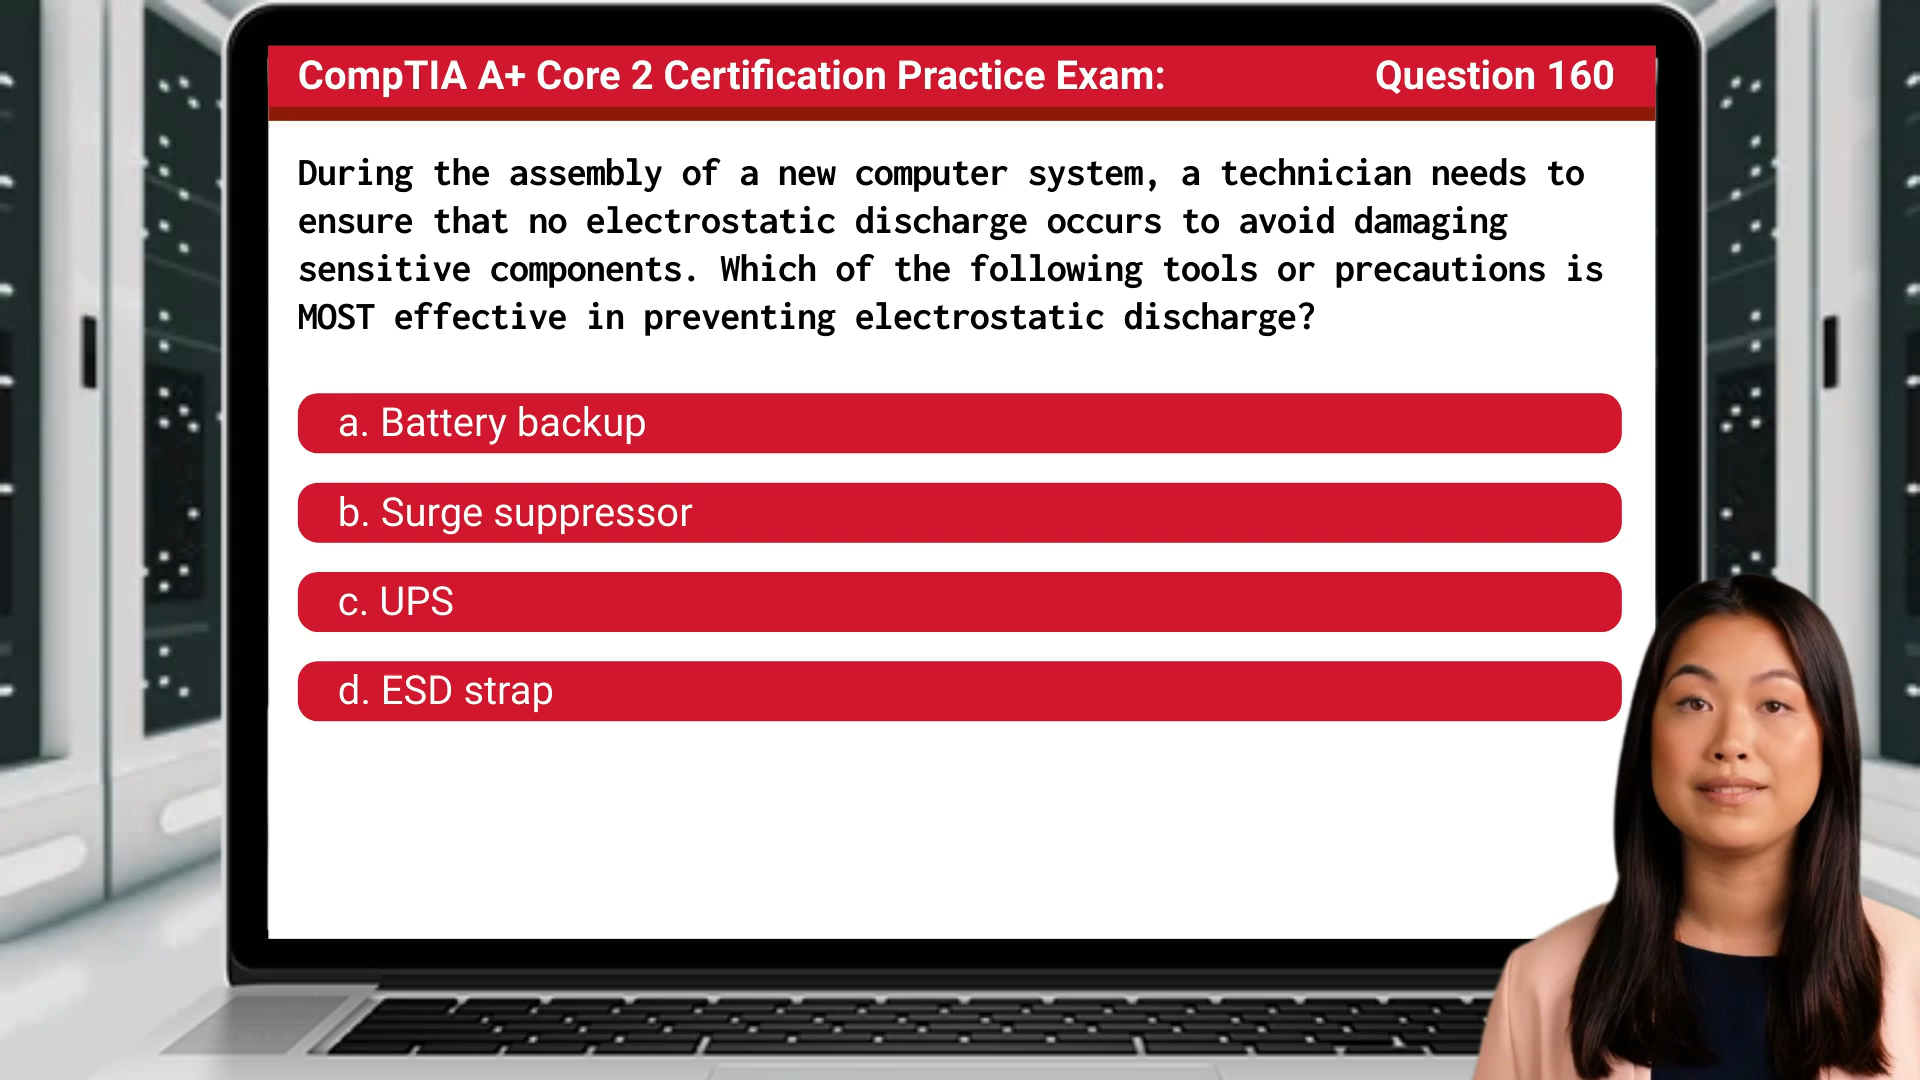 CompTIA A+ Core 2 Certification Practice Exam: Question 160
During the assembly of a new computer system, a technician needs to
ensure that no electrostatic discharge occurs to avoid damaging
sensitive components. Which of the following tools or precautions is
MOST effective in preventing electrostatic discharge?
a. Battery backup
b. Surge suppressor
c. UPS
d. ESD strap